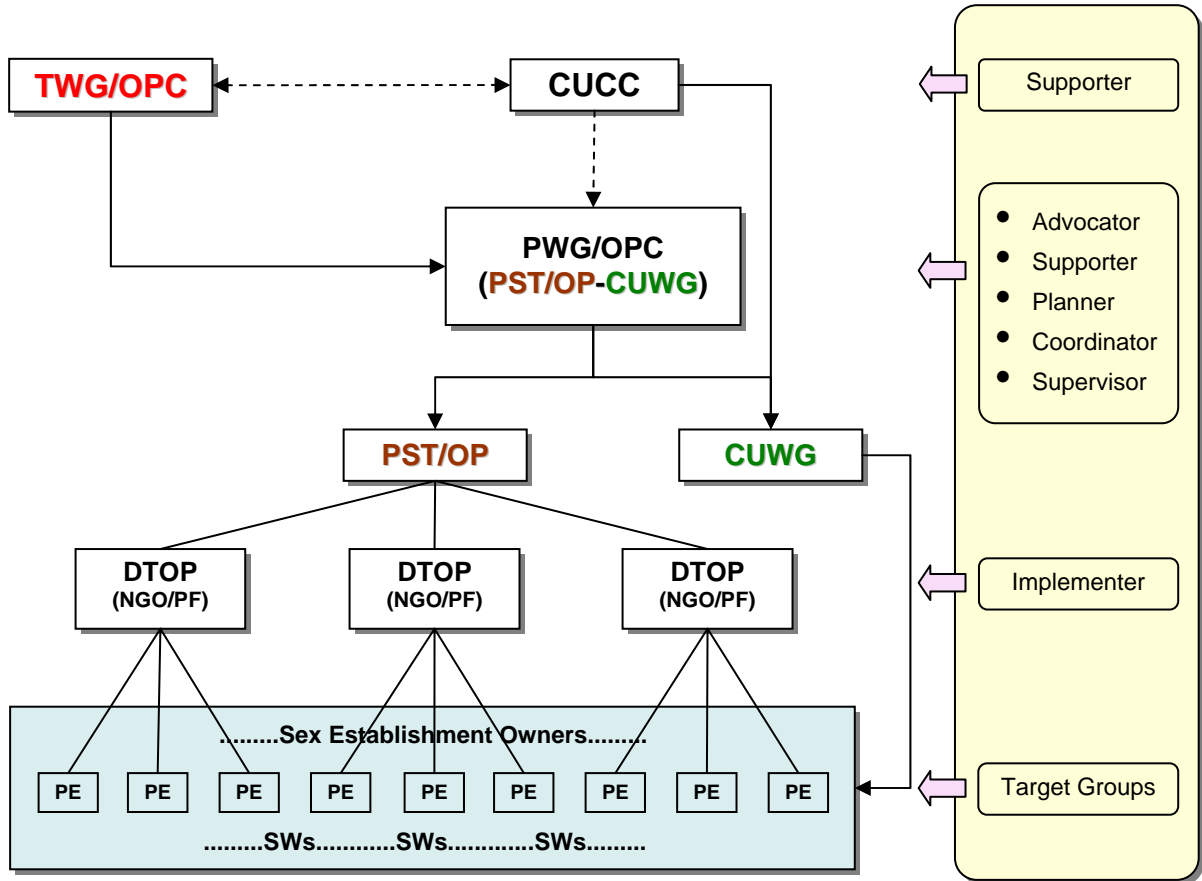 TWG/OPC
CUCC
Supporter
PWG/OPC
(PST/OP-CUWG)
• Advocator
• Supporter
• Planner
• Coordinator
• Supervisor
PST/OP
CUWG
DTOP
(NGO/PF)
DTOP
(NGO/PF)
DTOP
(NGO/PF)
Implementer
.........Sex Establishment Owners.........
PE
PE
PE
PE
PE
PE
PE
PE
PE
Target Groups
.........SWs............SWs.............SWs.........